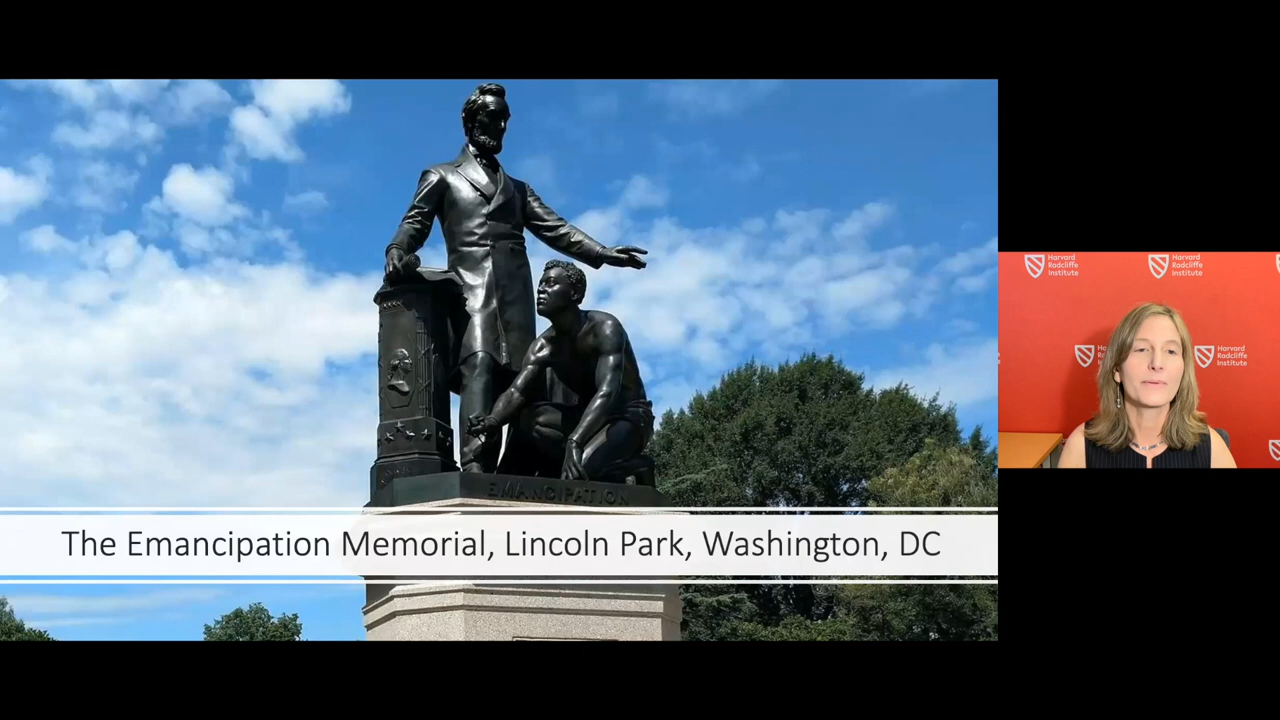 EMANCIPATION
The Emancipation Memorial, Lincoln Park, Washington, DC
Harvard
Radcliffe
Institute
Harvard
Radcliffe
Institute
Harvard
Radcliffe
Institute